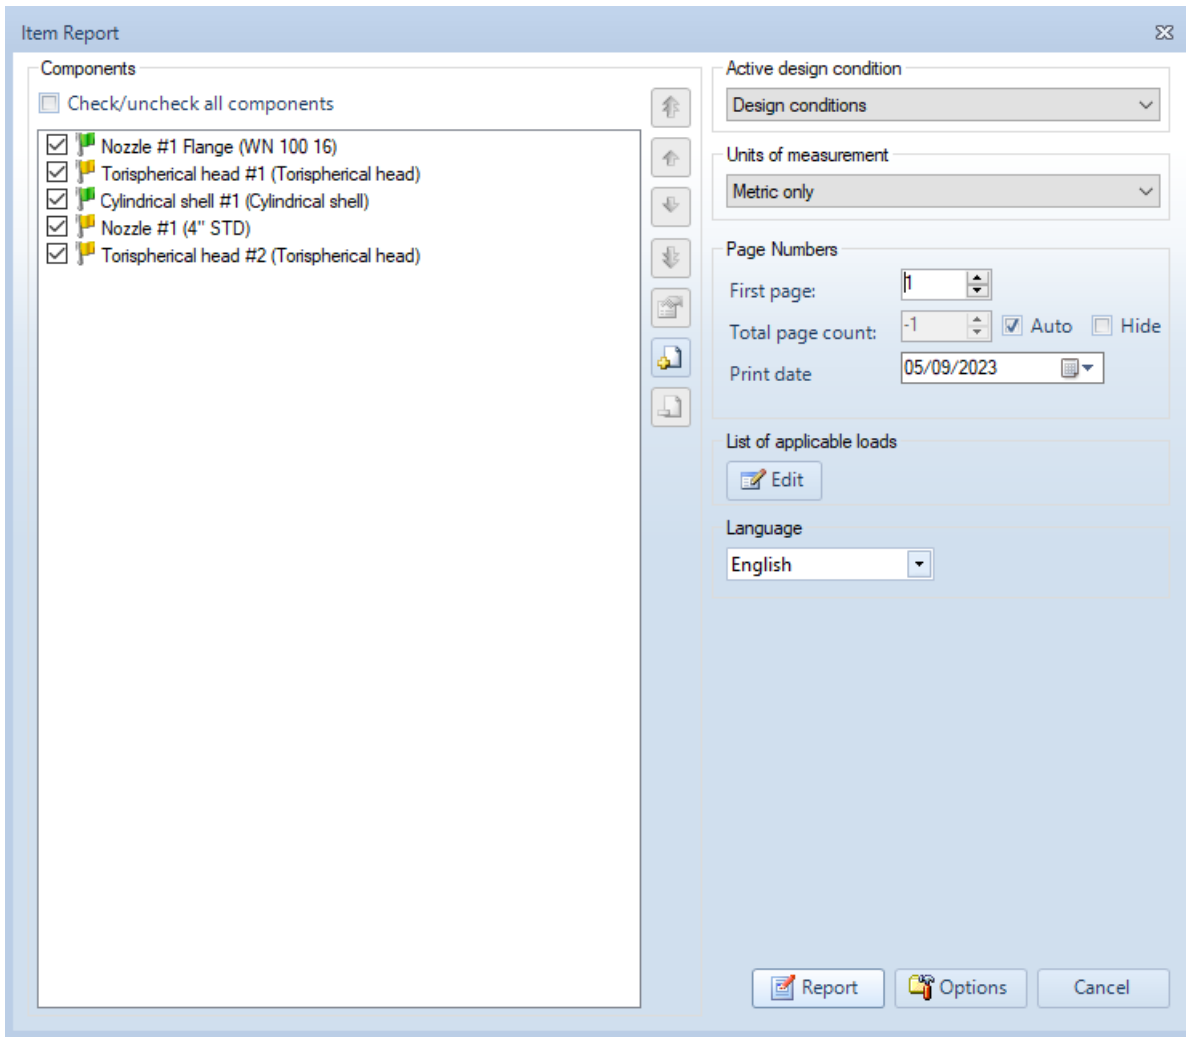 Item Report
Components
Check/uncheck all components
Nozzle #1 Flange (WN 100 16)
Torispherical head #1 (Torispherical head)
Cylindrical shell #1 (Cylindrical shell)
Nozzle #1 (4" STD)
Torispherical head #2 (Torispherical head)
Active design condition
Design conditions
Units of measurement
Metric only
Page Numbers
First page: 1
Total page count: -1 Auto Hide
Print date 05/09/2023
List of applicable loads
Edit
Language
English
Report Options Cancel